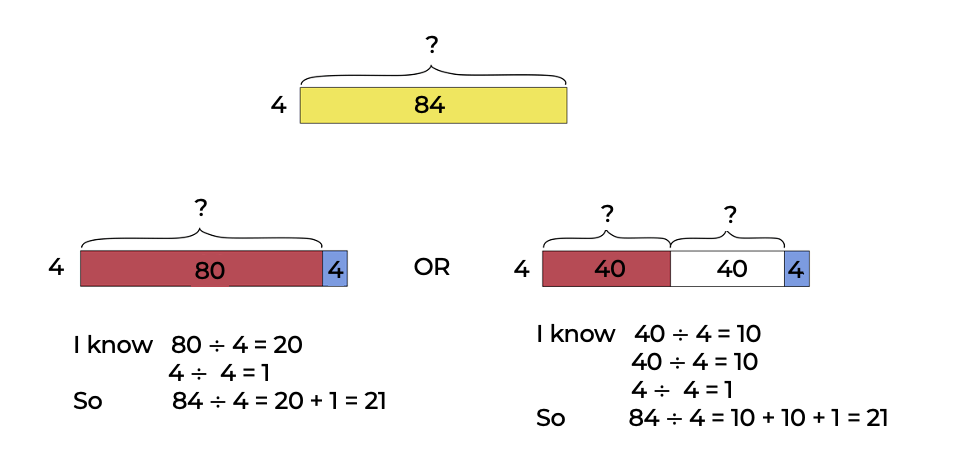 ?
4 84
?
4 80 4
OR
? ?
4 40 40 4
I know 80 ÷ 4 = 20
4 ÷ 4 = 1
So 84 ÷ 4 = 20 + 1 = 21
I know 40 ÷ 4 = 10
40 ÷ 4 = 10
4 ÷ 4 = 1
So 84 ÷ 4 = 10 + 10 + 1 = 21